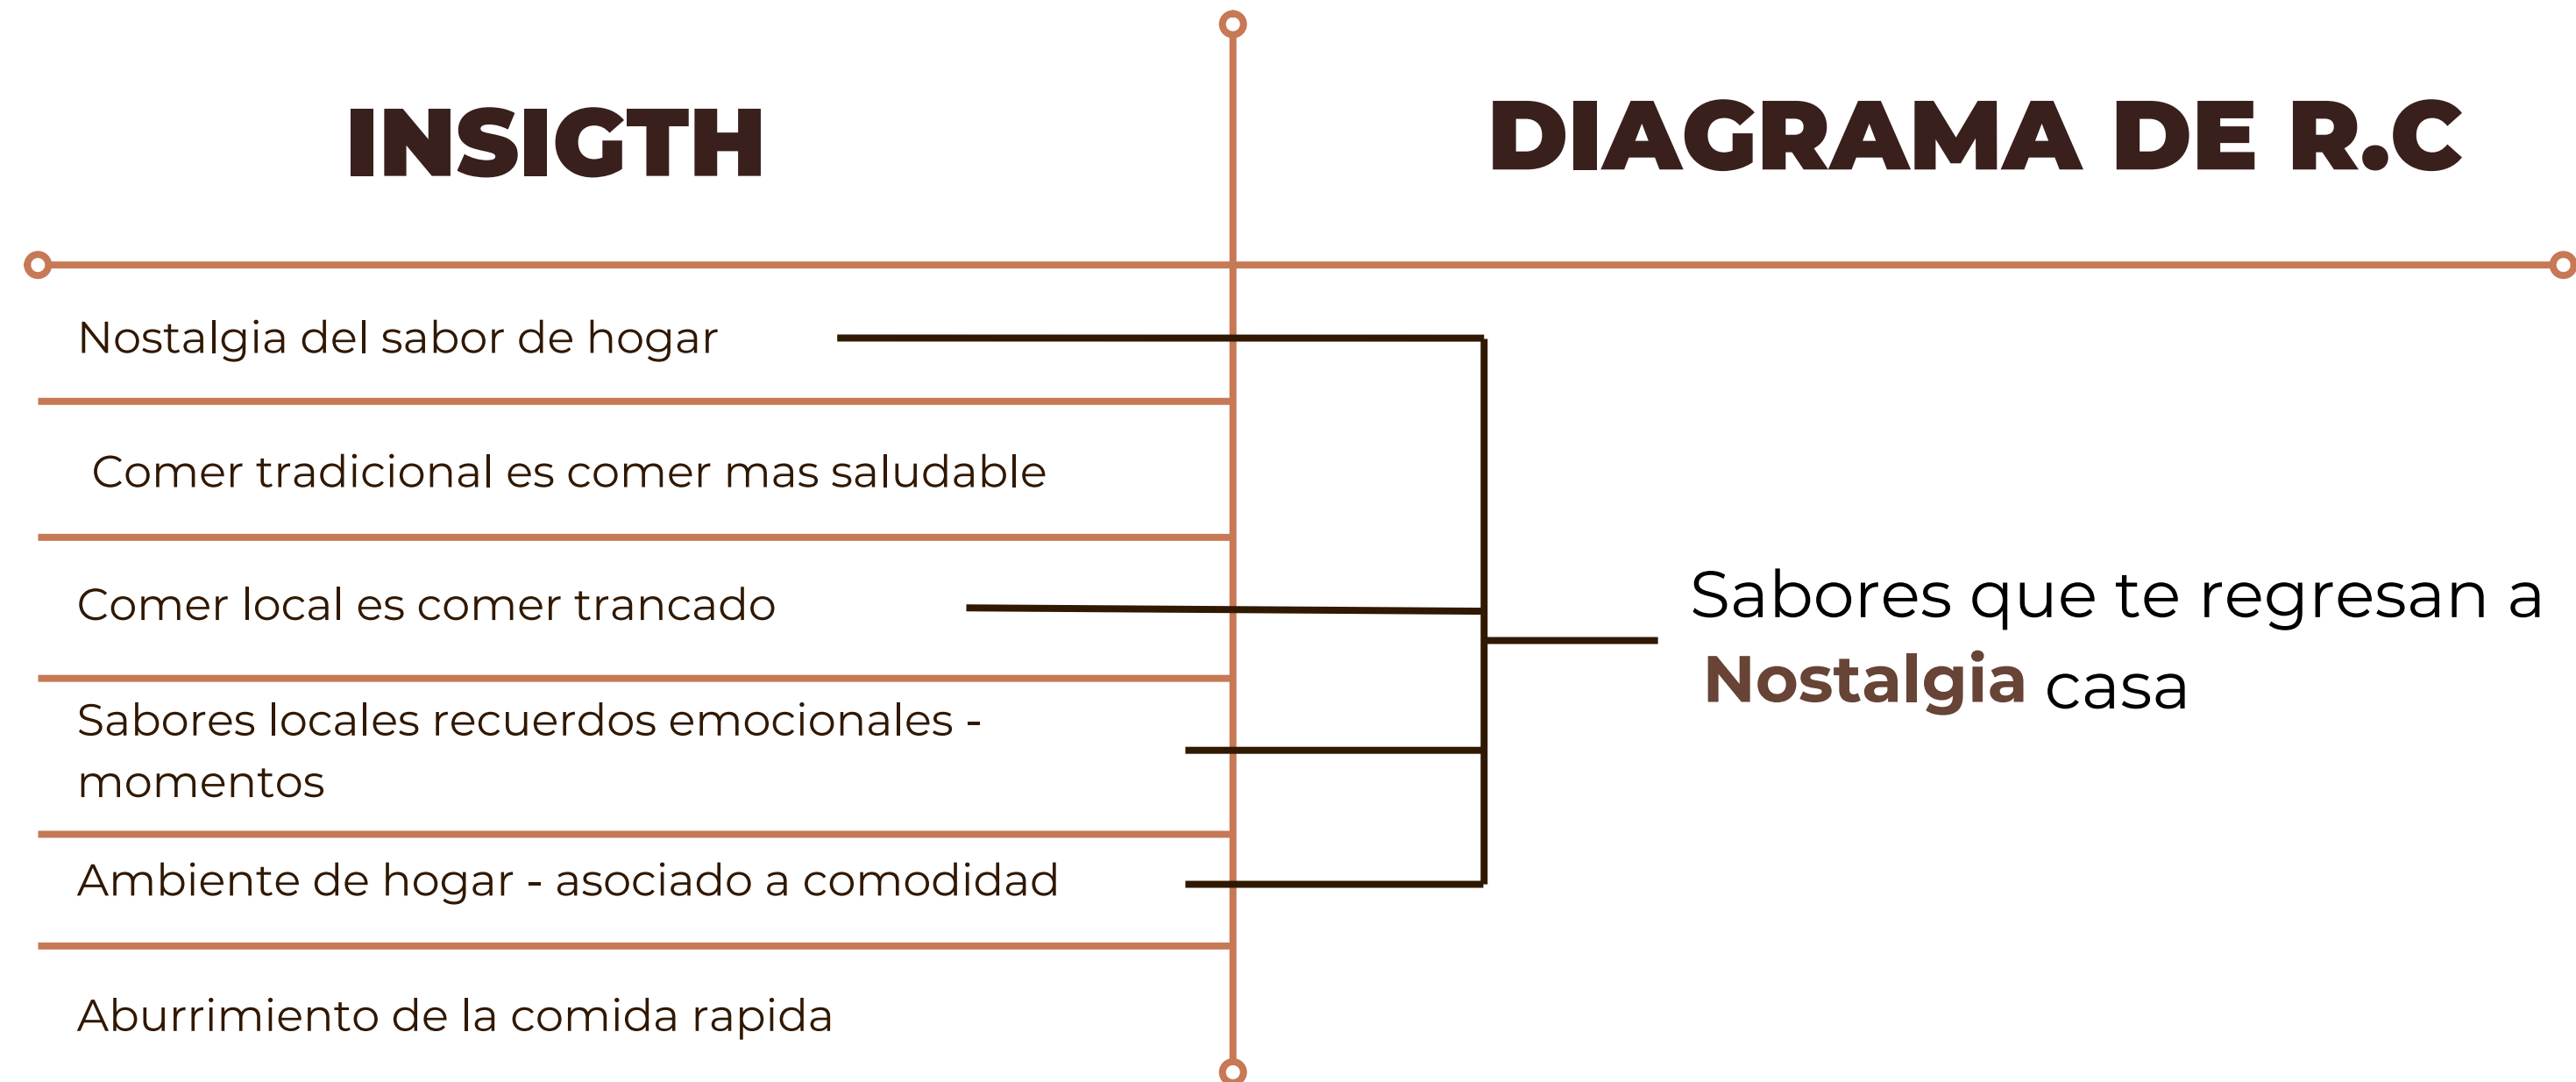 INSIGTH
DIAGRAMA DE R.C
Nostalgia del sabor de hogar
Comer tradicional es comer mas saludable
Comer local es comer trancado
Sabores locales recuerdos emocionales -
momentos
Ambiente de hogar - asociado a comodidad
Aburrimiento de la comida rapida
Sabores que te regresan a
Nostalgia casa